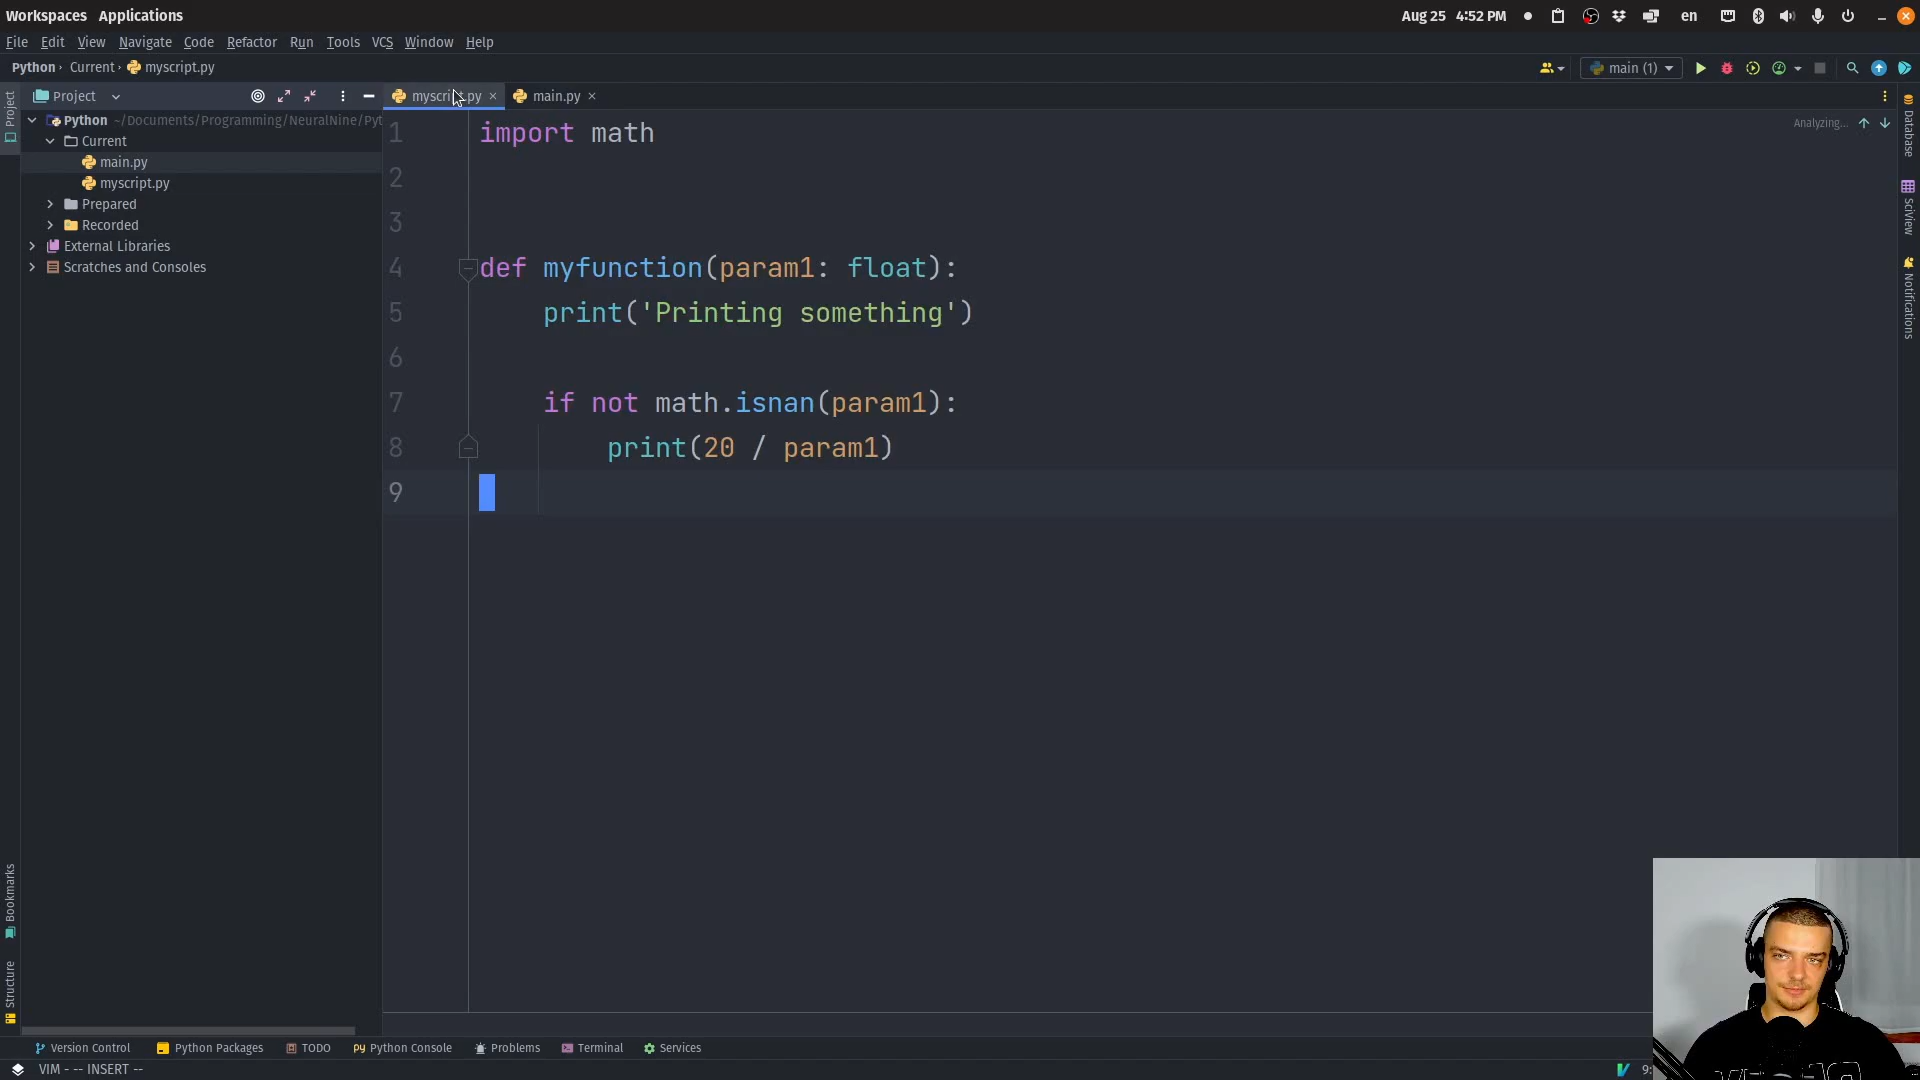 Workspaces Applications
Aug 25 4:52 PM
en
File Edit View Navigate Code Refactor Run Tools VCS Window Help
Python › Current › myscript.py
main (1)
Project
myscript.py
main.py
Python ~/Documents/Programming/NeuralNine/Pyt
Current
main.py
myscript.py
Prepared
Recorded
External Libraries
Scratches and Consoles
Analyzing...
1 import math
2
3
4 def myfunction(param1: float):
5 print('Printing something')
6
7 if not math.isnan(param1):
8 print(20 / param1)
9
Project
Bookmarks
Structure
Database
SciView
Notifications
Version Control Python Packages TODO Python Console Problems Terminal Services
VIM - -- INSERT --
9: